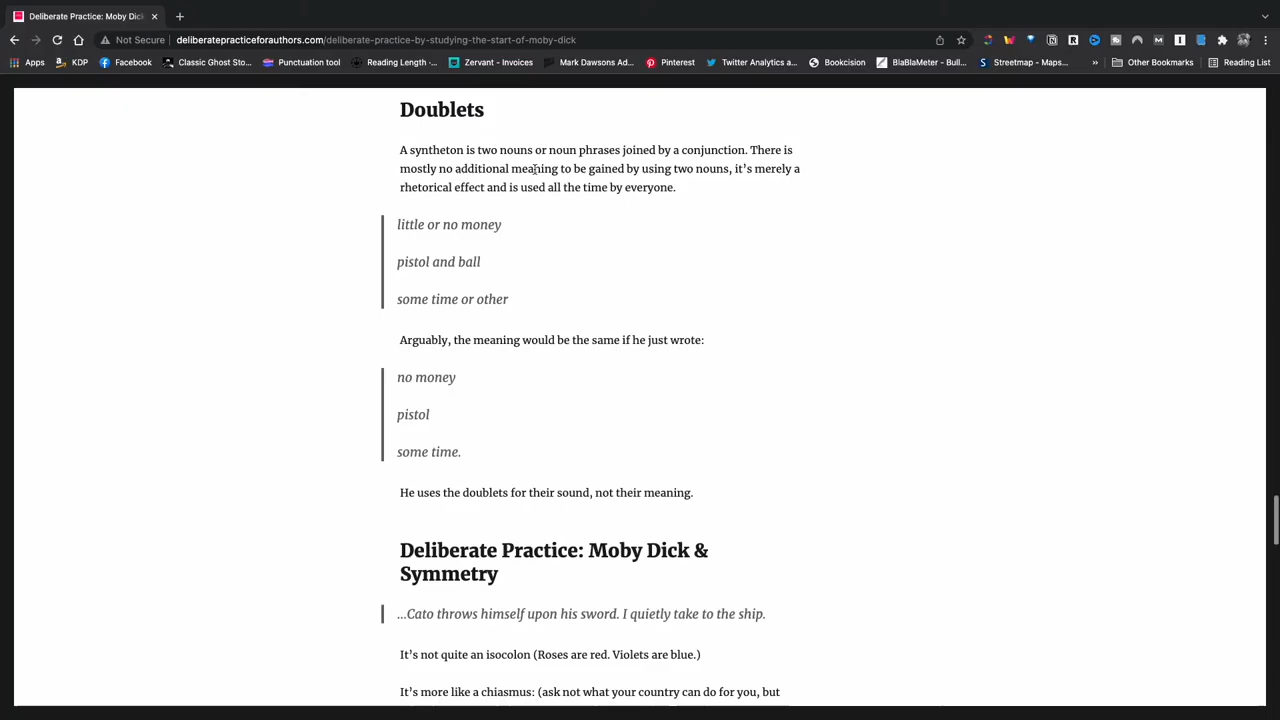 Deliberate Practice: Moby Dick
Not Secure deliberatepracticeforauthors.com/deliberate-practice-by-studying-the-start-of-moby-dick
Apps KDP Facebook Classic Ghost Sto... Punctuation tool Reading Length -... Zervant - Invoices Mark Dawsons Ad... Pinterest Twitter Analytics a... Bookcision BlaBlaMeter - Bull... Streetmap - Maps... » Other Bookmarks Reading List
Doublets
A syntheton is two nouns or noun phrases joined by a conjunction. There is
mostly no additional meaning to be gained by using two nouns, it’s merely a
rhetorical effect and is used all the time by everyone.
little or no money
pistol and ball
some time or other
Arguably, the meaning would be the same if he just wrote:
no money
pistol
some time.
He uses the doublets for their sound, not their meaning.
Deliberate Practice: Moby Dick &
Symmetry
...Cato throws himself upon his sword. I quietly take to the ship.
It’s not quite an isocolon (Roses are red. Violets are blue.)
It’s more like a chiasmus: (ask not what your country can do for you, but